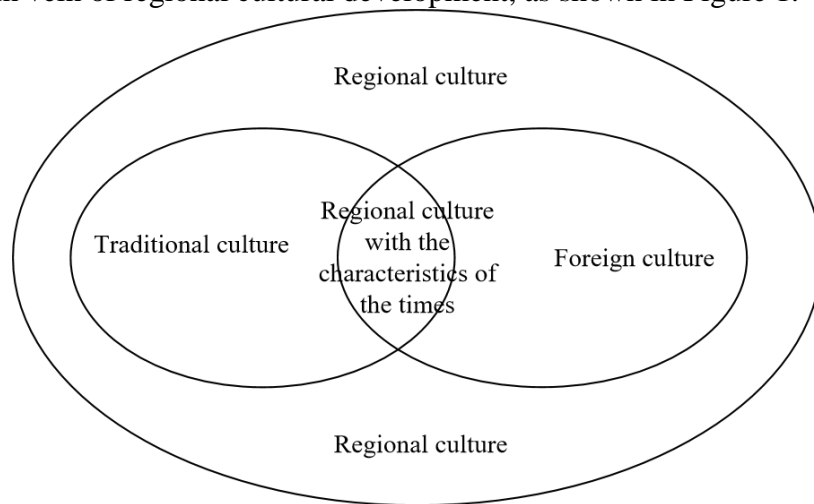 vein of regional cultural development, as shown in Figure 1.
Regional culture
Traditional culture
Regional culture
with the
characteristics of
the times
Foreign culture
Regional culture